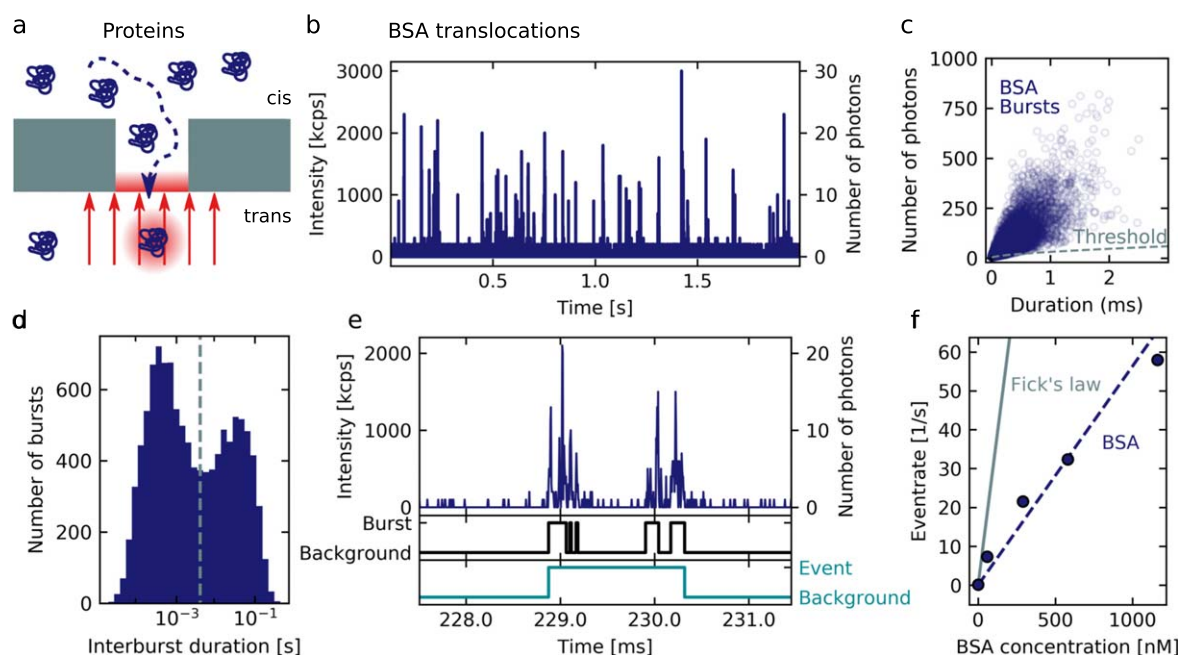 a
Proteins
cis
trans
b
BSA translocations
3000
2000
1000
0
Intensity [kcps]
30
20
10
0
Number of photons
0.5
1.0
1.5
Time [s]
c
1000
750
500
250
0
Number of photons
BSA
Bursts
Threshold
0
1
2
Duration (ms)
d
600
400
200
0
Number of bursts
10⁻³
10⁻¹
Interburst duration [s]
e
2000
1000
0
Intensity [kcps]
20
10
0
Number of photons
Burst
Background
Event
Background
228.0
229.0
230.0
231.0
Time [ms]
f
60
50
40
30
20
10
0
Eventrate [1/s]
Fick's law
BSA
0
500
1000
BSA concentration [nM]